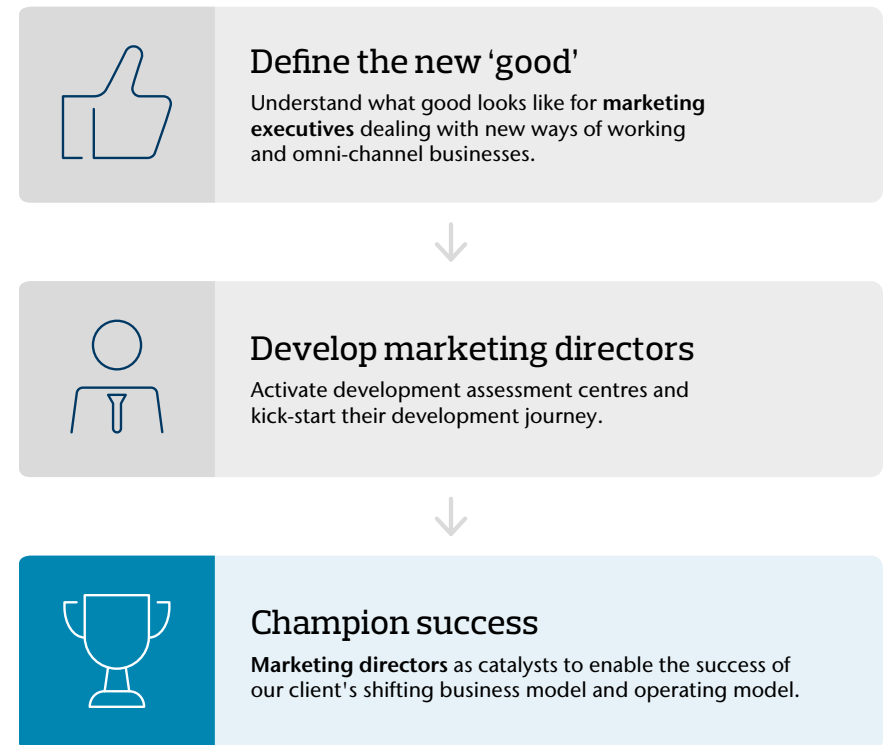 Define the new ‘good’
Understand what good looks like for marketing
executives dealing with new ways of working
and omni-channel businesses.
Develop marketing directors
Activate development assessment centres and
kick-start their development journey.
Champion success
Marketing directors as catalysts to enable the success of
our client's shifting business model and operating model.